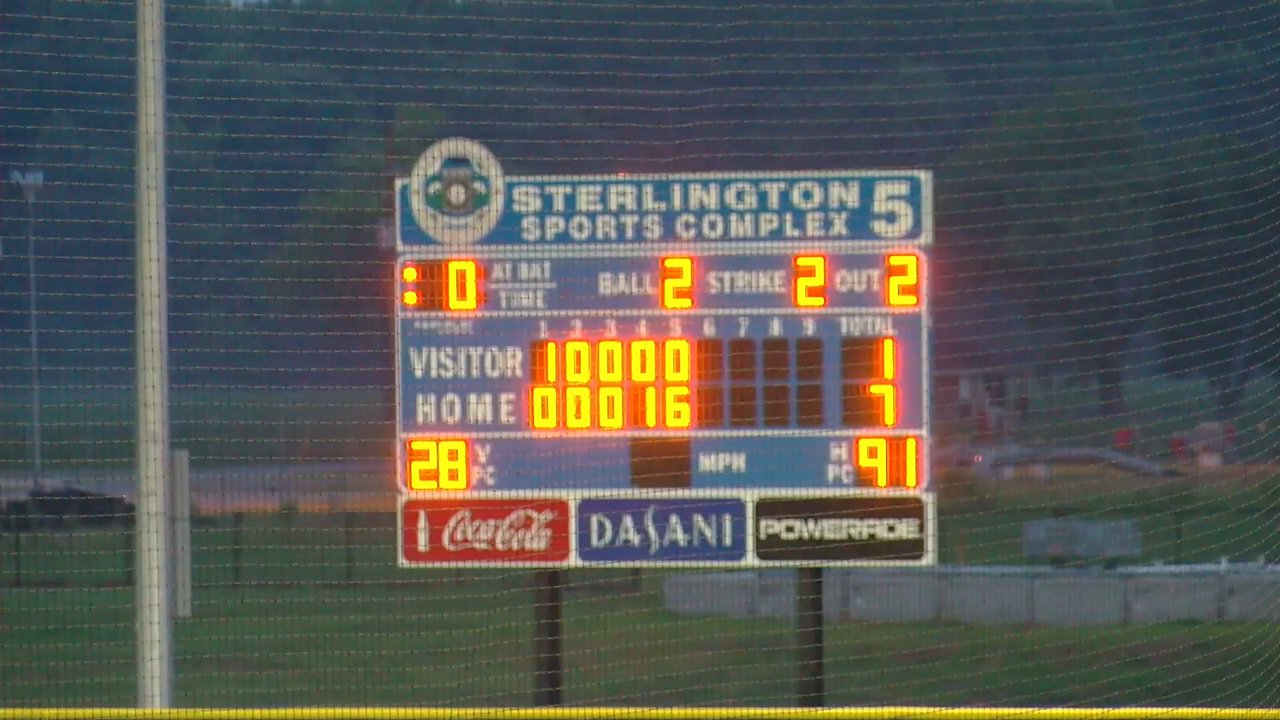 STERLINGTON
SPORTS COMPLEX 5
:0 AT BAT TIME BALL 2 STRIKE 2 OUT 2
1 2 3 4 5 6 7 8 9 TOTAL
VISITOR 1 0 0 0 0 1
HOME 0 0 0 1 6 7
28 V PC MPH H PC 91
Coca-Cola DASANI POWERADE